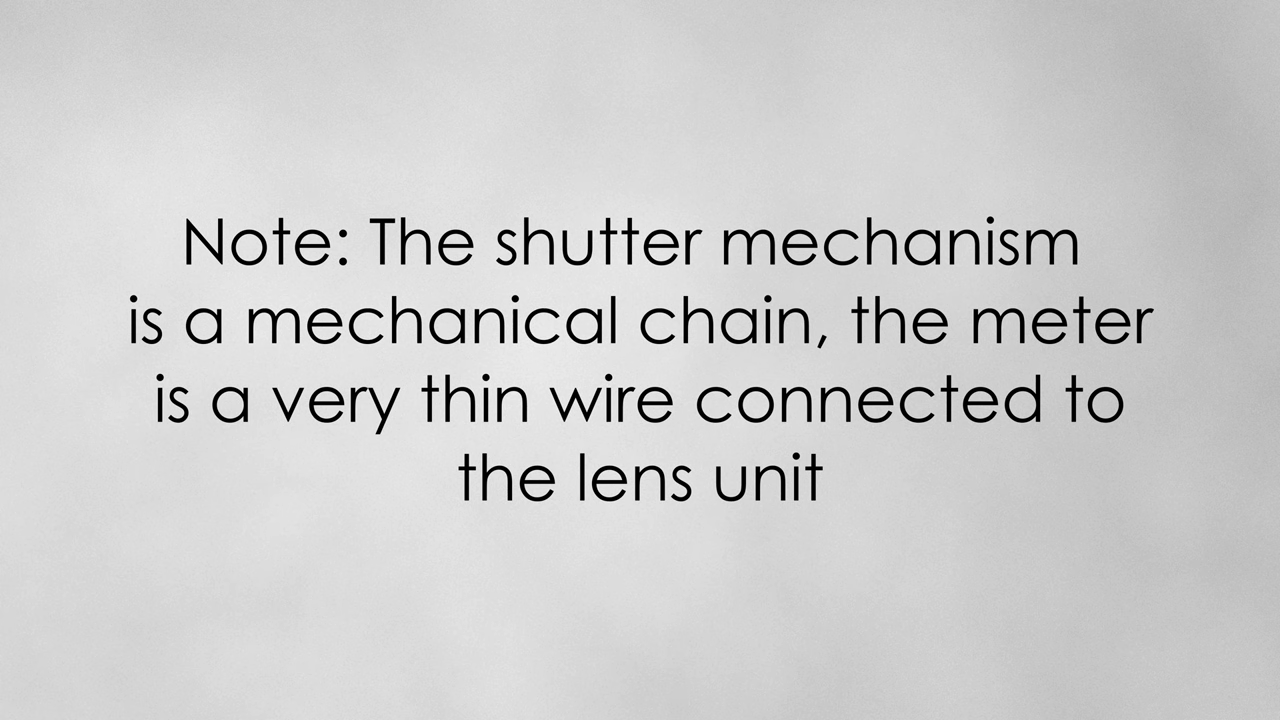 Note: The shutter mechanism
is a mechanical chain, the meter
is a very thin wire connected to
the lens unit